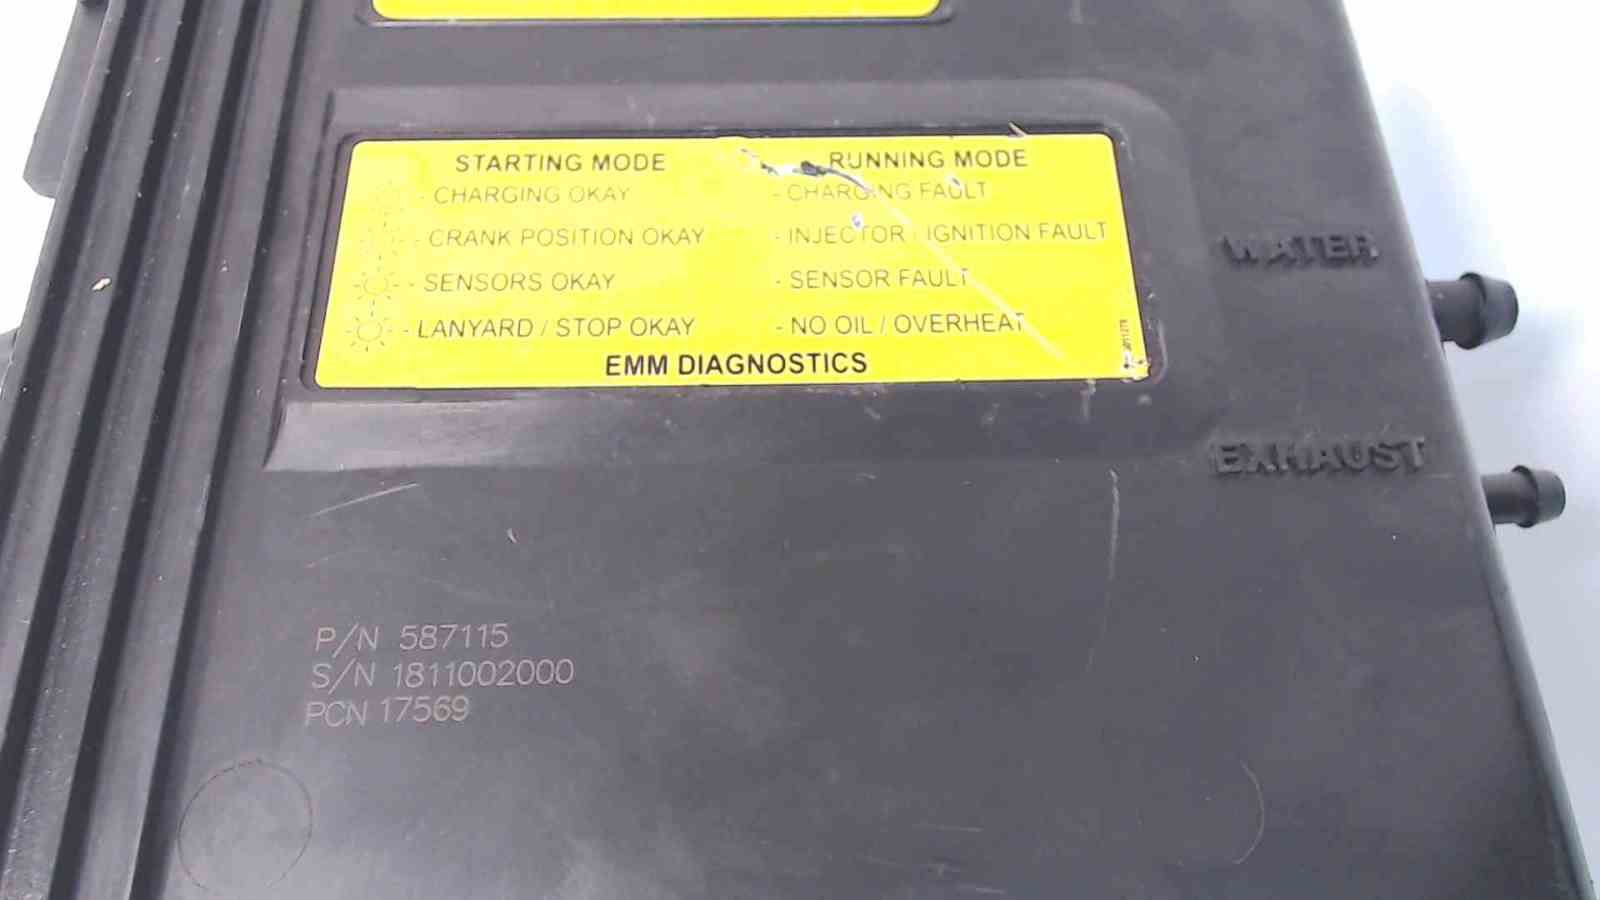 STARTING MODE RUNNING MODE
- CHARGING OKAY - CHARGING FAULT
- CRANK POSITION OKAY - INJECTOR / IGNITION FAULT
- SENSORS OKAY - SENSOR FAULT
- LANYARD / STOP OKAY - NO OIL / OVERHEAT
EMM DIAGNOSTICS
WATER
EXHAUST
P/N 587115
S/N 1811002000
PCN 17569